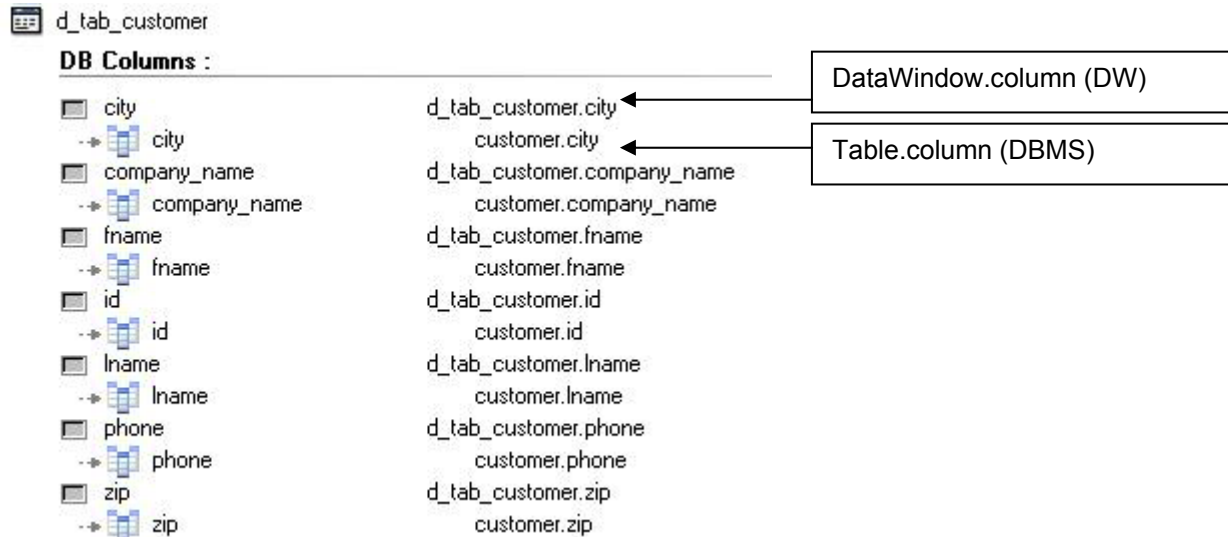 d_tab_customer
DB Columns :
DataWindow.column (DW)
city d_tab_customer.city
city customer.city
Table.column (DBMS)
company_name d_tab_customer.company_name
company_name customer.company_name
fname d_tab_customer.fname
fname customer.fname
id d_tab_customer.id
id customer.id
lname d_tab_customer.lname
lname customer.lname
phone d_tab_customer.phone
phone customer.phone
zip d_tab_customer.zip
zip customer.zip